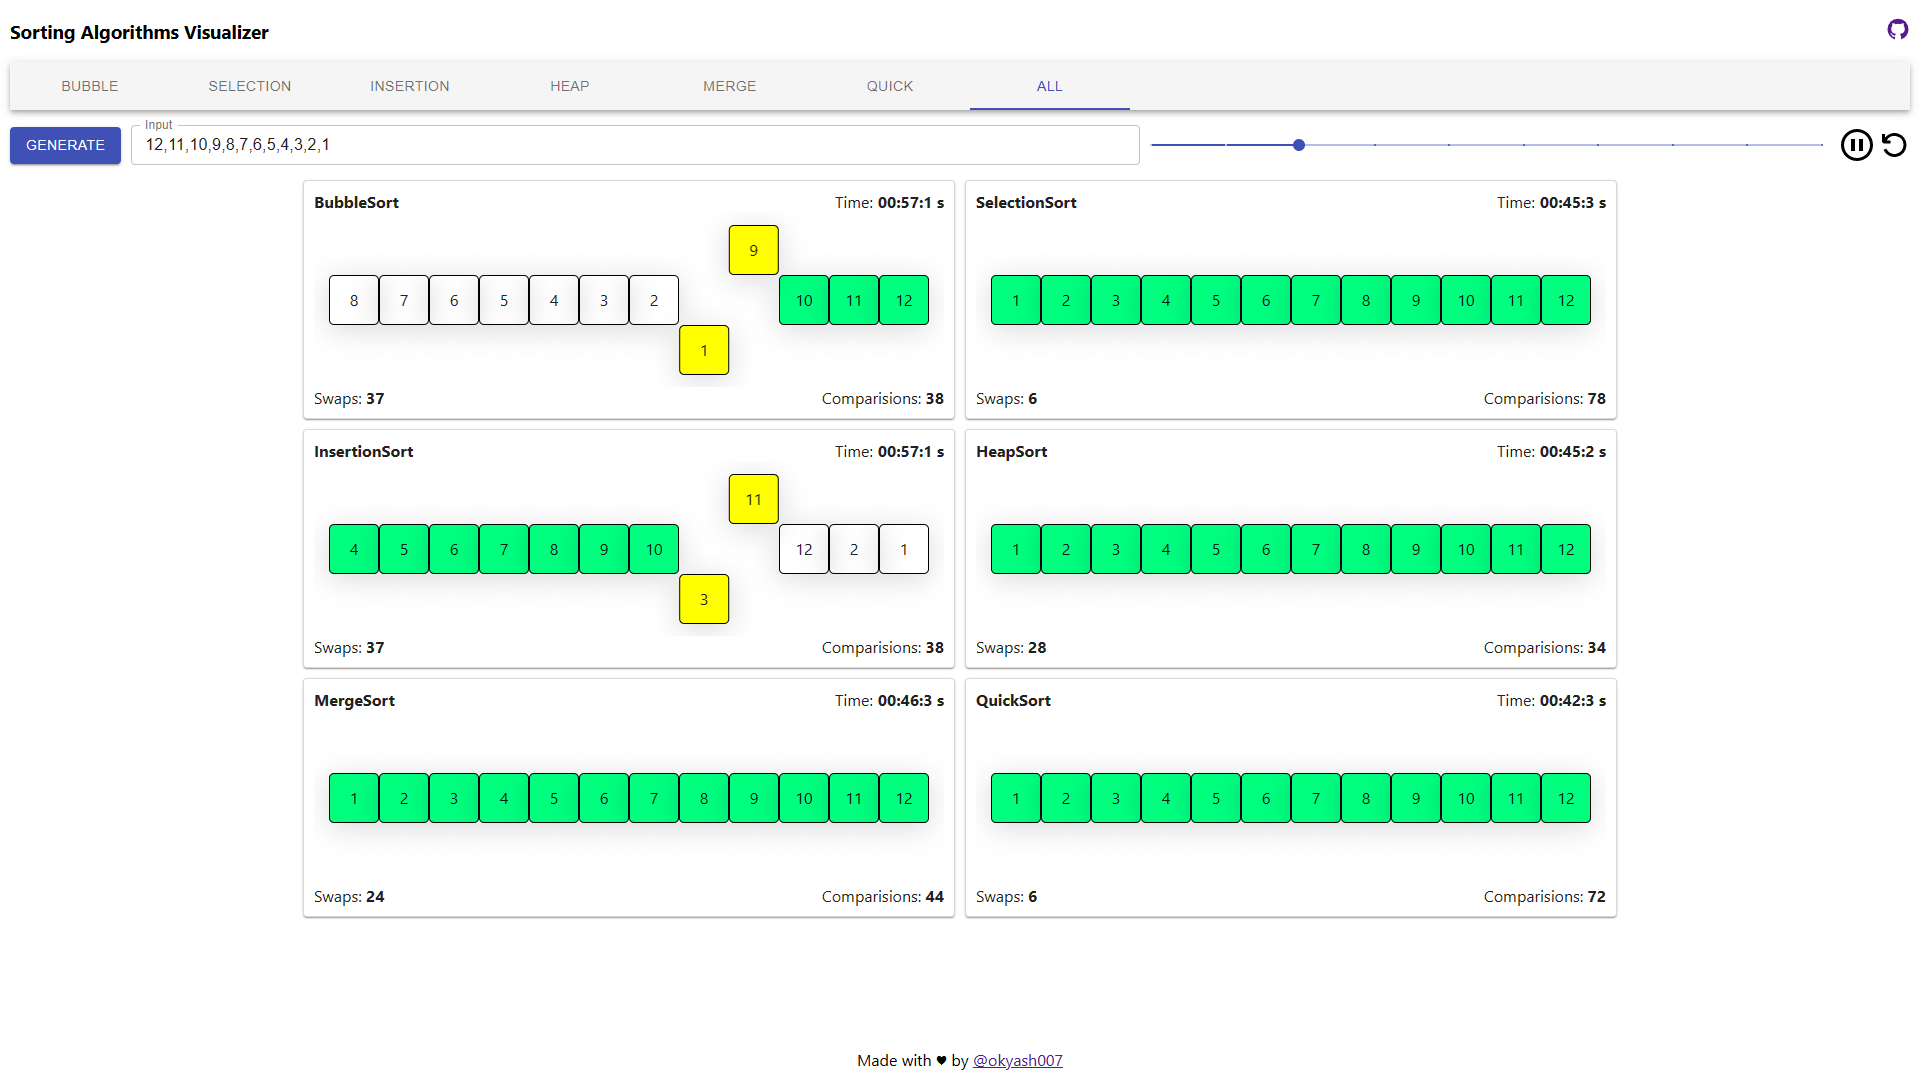 Sorting Algorithms Visualizer
BUBBLE SELECTION INSERTION HEAP MERGE QUICK ALL
GENERATE
Input
12,11,10,9,8,7,6,5,4,3,2,1
BubbleSort Time: 00:57:1 s
9
8 7 6 5 4 3 2 10 11 12
1
Swaps: 37 Comparisions: 38
SelectionSort Time: 00:45:3 s
1 2 3 4 5 6 7 8 9 10 11 12
Swaps: 6 Comparisions: 78
InsertionSort Time: 00:57:1 s
11
4 5 6 7 8 9 10 12 2 1
3
Swaps: 37 Comparisions: 38
HeapSort Time: 00:45:2 s
1 2 3 4 5 6 7 8 9 10 11 12
Swaps: 28 Comparisions: 34
MergeSort Time: 00:46:3 s
1 2 3 4 5 6 7 8 9 10 11 12
Swaps: 24 Comparisions: 44
QuickSort Time: 00:42:3 s
1 2 3 4 5 6 7 8 9 10 11 12
Swaps: 6 Comparisions: 72
Made with ♥ by @okyash007